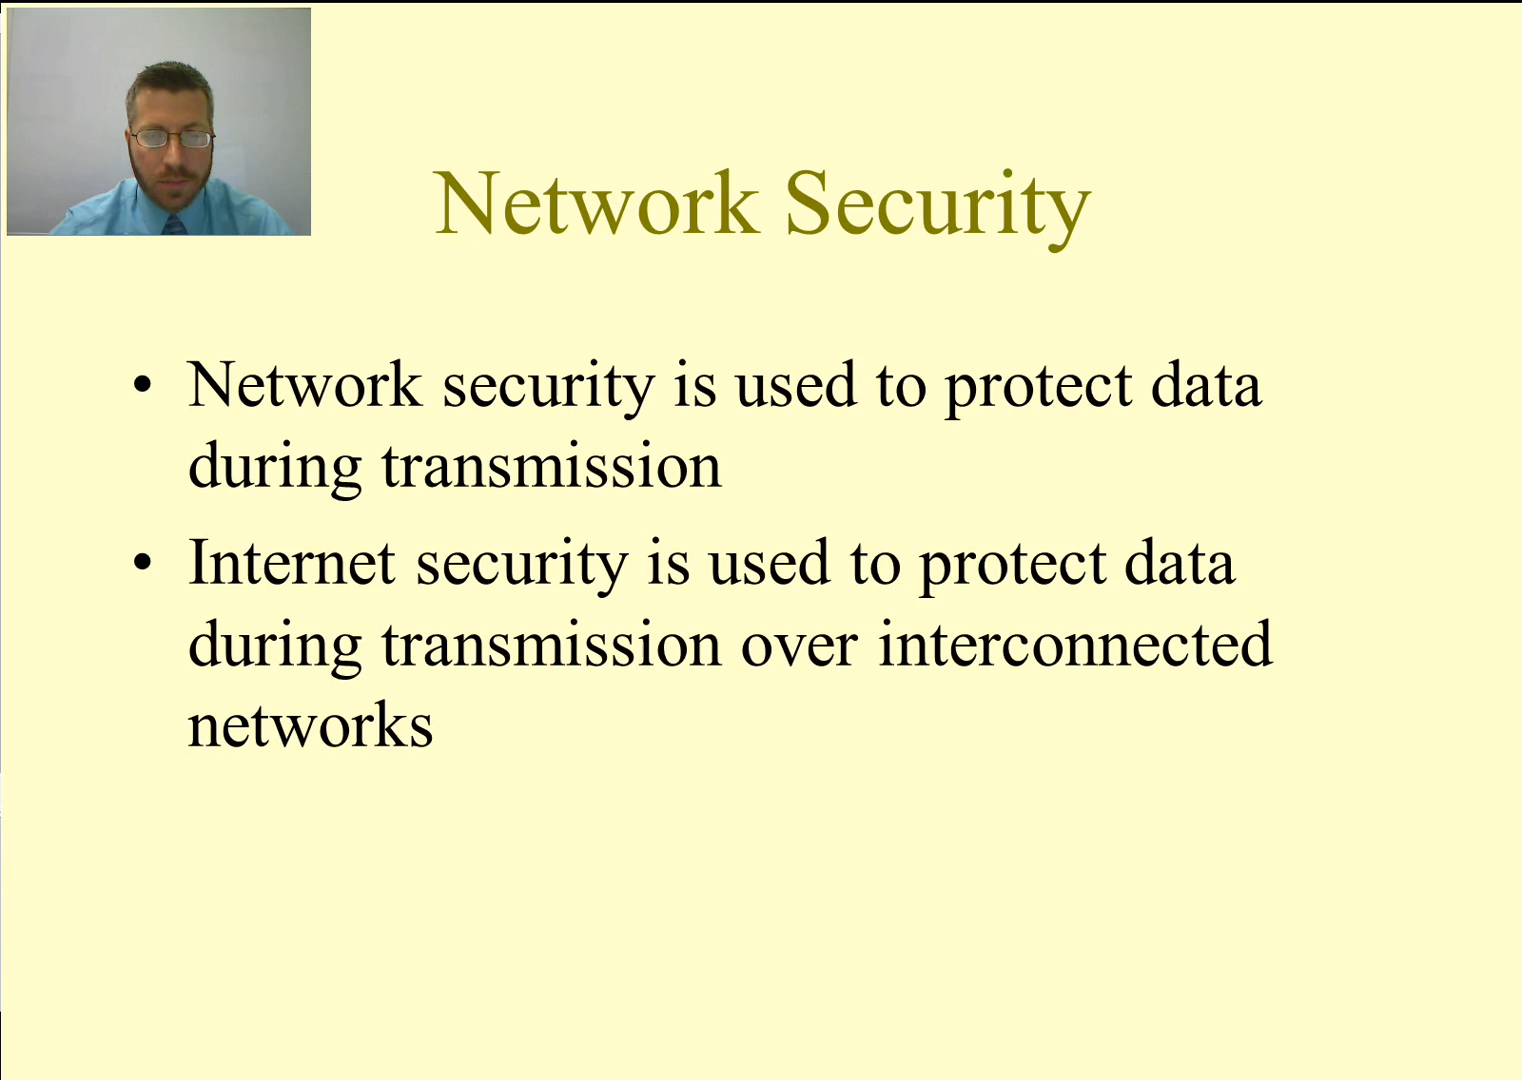 Network Security
• Network security is used to protect data
during transmission
• Internet security is used to protect data
during transmission over interconnected
networks